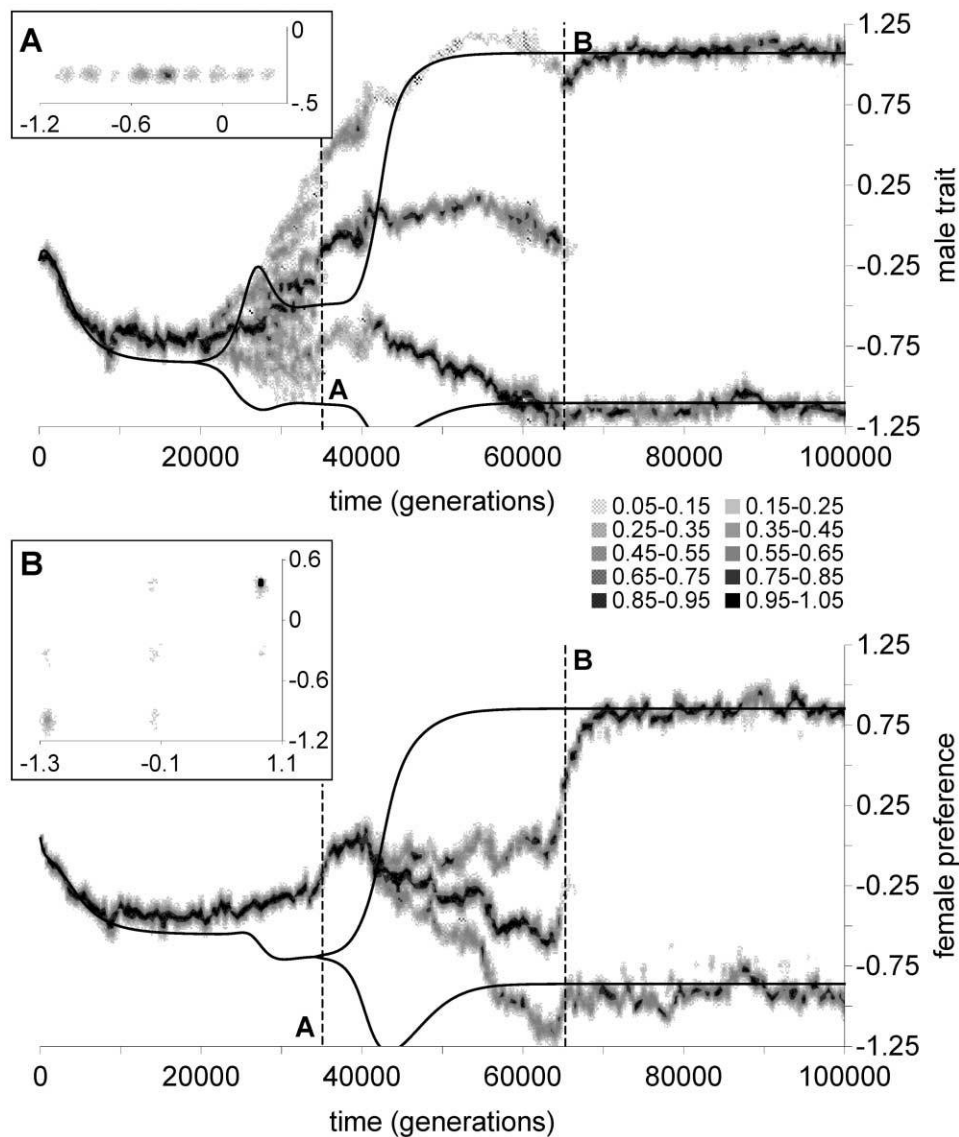 A
0
-.5
-1.2 -0.6 0
B
1.25
0.75
0.25
-0.25
-0.75
-1.25
male trait
A
0 20000 40000 60000 80000 100000
time (generations)
0.05-0.15 0.15-0.25
0.25-0.35 0.35-0.45
0.45-0.55 0.55-0.65
0.65-0.75 0.75-0.85
0.85-0.95 0.95-1.05
B
0.6
0
-0.6
-1.2
-1.3 -0.1 1.1
B
1.25
0.75
0.25
-0.25
-0.75
-1.25
female preference
A
0 20000 40000 60000 80000 100000
time (generations)